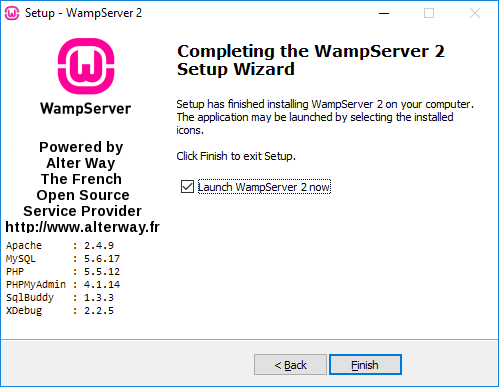 Setup - WampServer 2
WampServer
Powered by
Alter Way
The French
Open Source
Service Provider
http://www.alterway.fr
Apache : 2.4.9
MySQL : 5.6.17
PHP : 5.5.12
PHPMyAdmin : 4.1.14
SqlBuddy : 1.3.3
XDebug : 2.2.5
Completing the WampServer 2
Setup Wizard
Setup has finished installing WampServer 2 on your computer.
The application may be launched by selecting the installed
icons.
Click Finish to exit Setup.
Launch WampServer 2 now
< Back
Finish